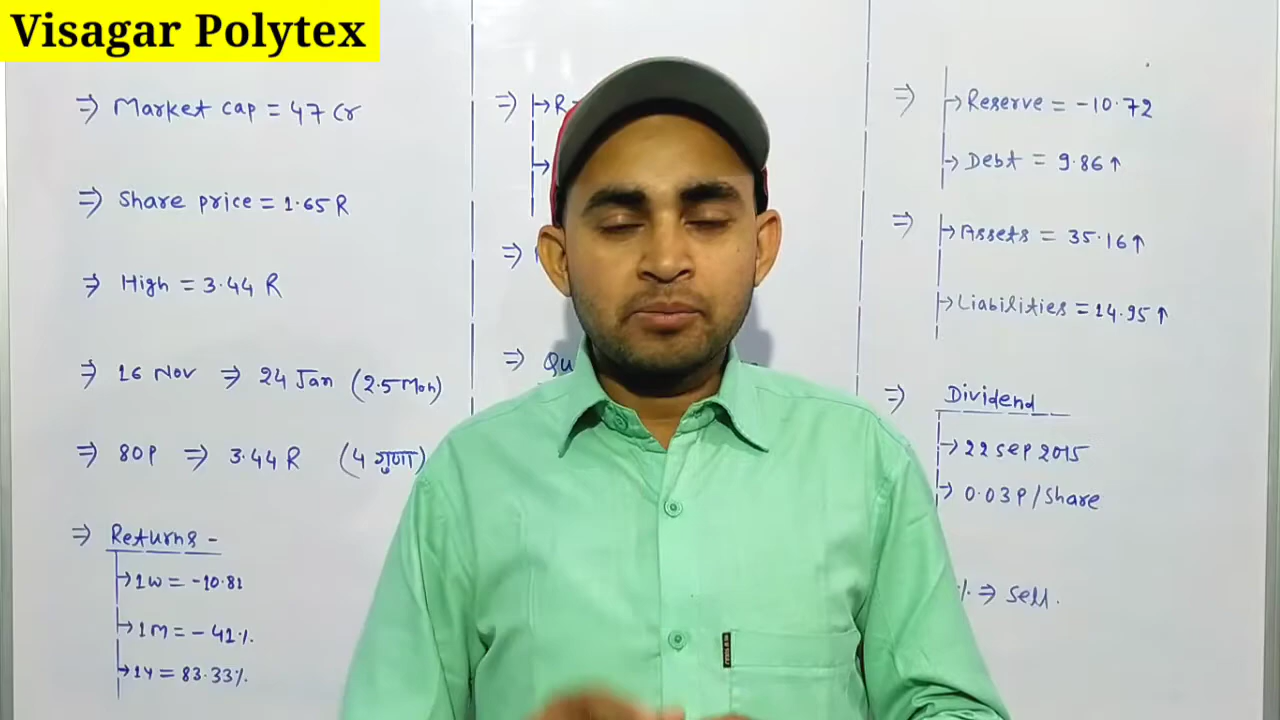 Visagar Polytex
⇒ Market cap = 47 Cr
⇒ Share price = 1.65 R
⇒ High = 3.44 R
⇒ 16 Nov ⇒ 24 Jan (2.5 Mon)
⇒ 80P ⇒ 3.44 R (4 गुणा)
⇒ Returns -
→ 1W = -10.81
→ 1M = - 41%.
→ 1Y = 83.33%.
⇒ → R
⇒ Qu
⇒ → Reserve = -10.72
→ Debt = 9.86↑
⇒ → Assets = 35.16↑
→ Liabilities = 14.95↑
⇒ Dividend
→ 22 Sep 2015
→ 0.03P/Share
%. ⇒ Sell.